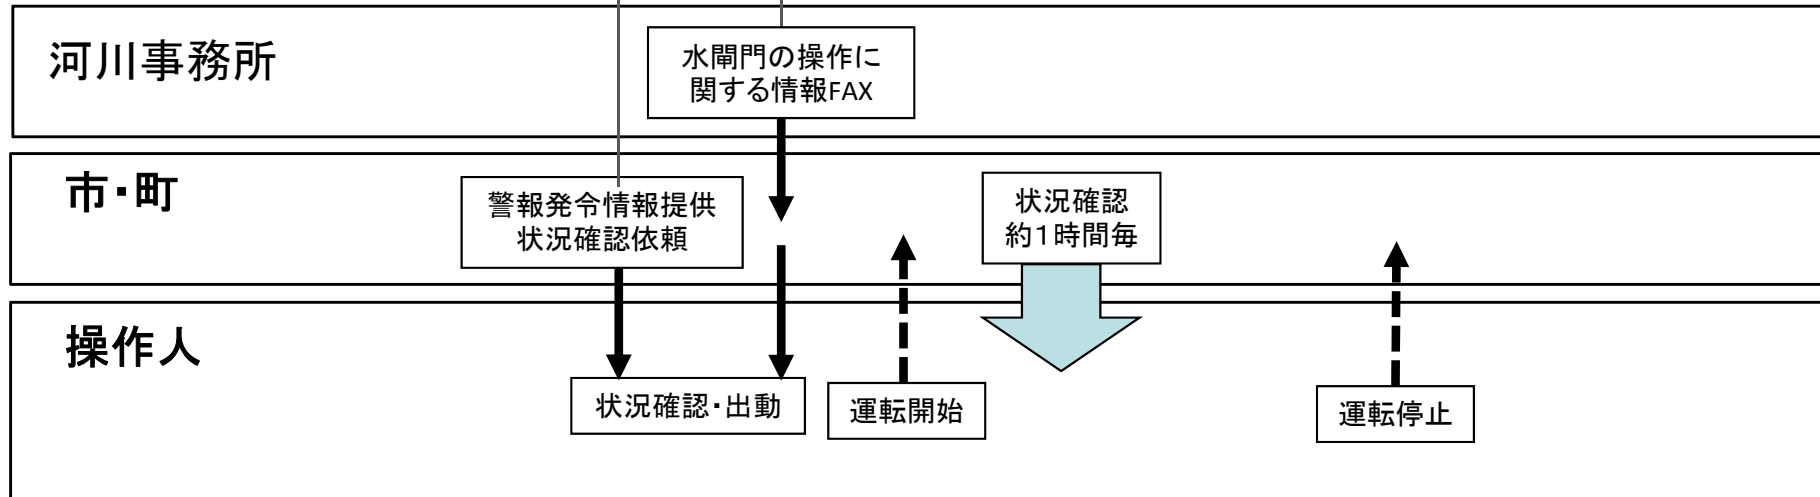 河川事務所
水閘門の操作に
関する情報FAX
市･町
警報発令情報提供
状況確認依頼
状況確認
約１時間毎
操作人
状況確認･出動
運転開始
運転停止